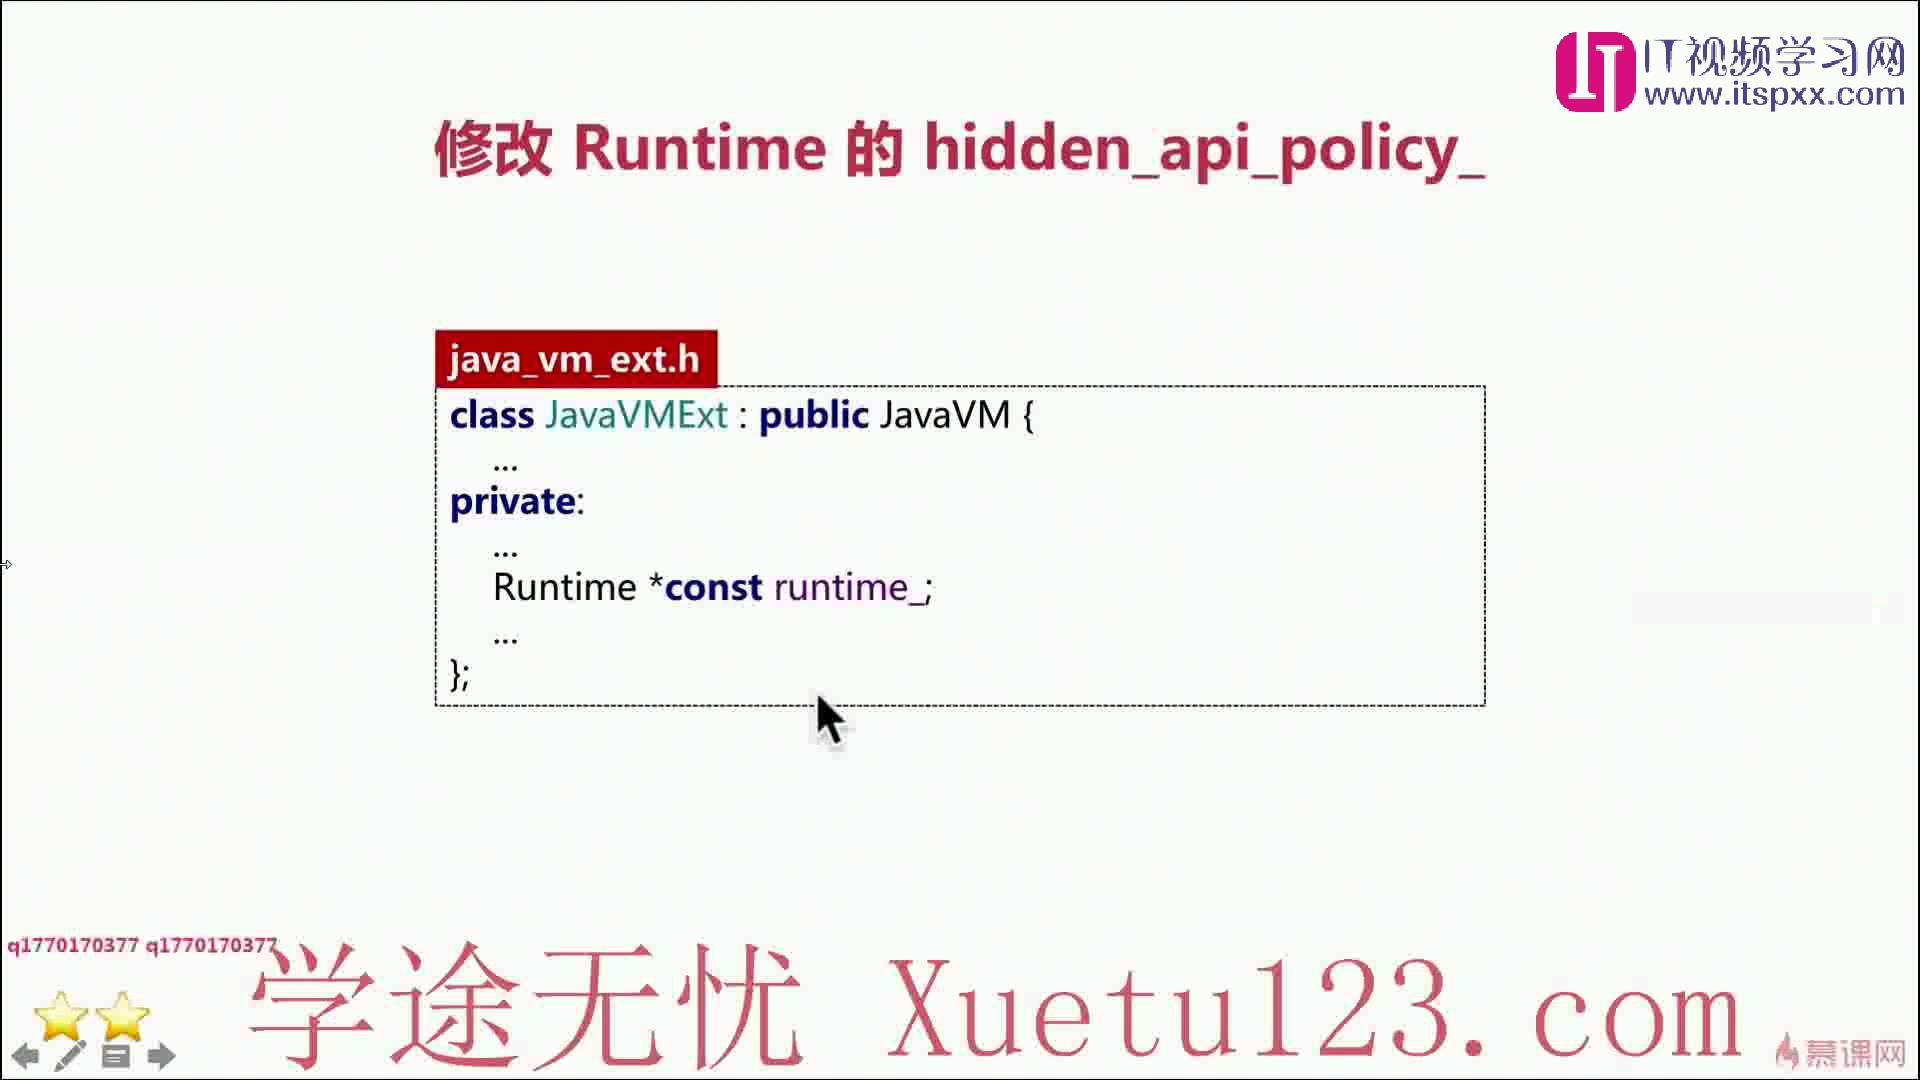 IT视频学习网
www.itspxx.com
修改 Runtime 的 hidden_api_policy_
java_vm_ext.h
class JavaVMExt : public JavaVM {
...
private:
...
Runtime *const runtime_;
...
};
q1770170377 q1770170377
学途无忧 Xuetu123.com
慕课网